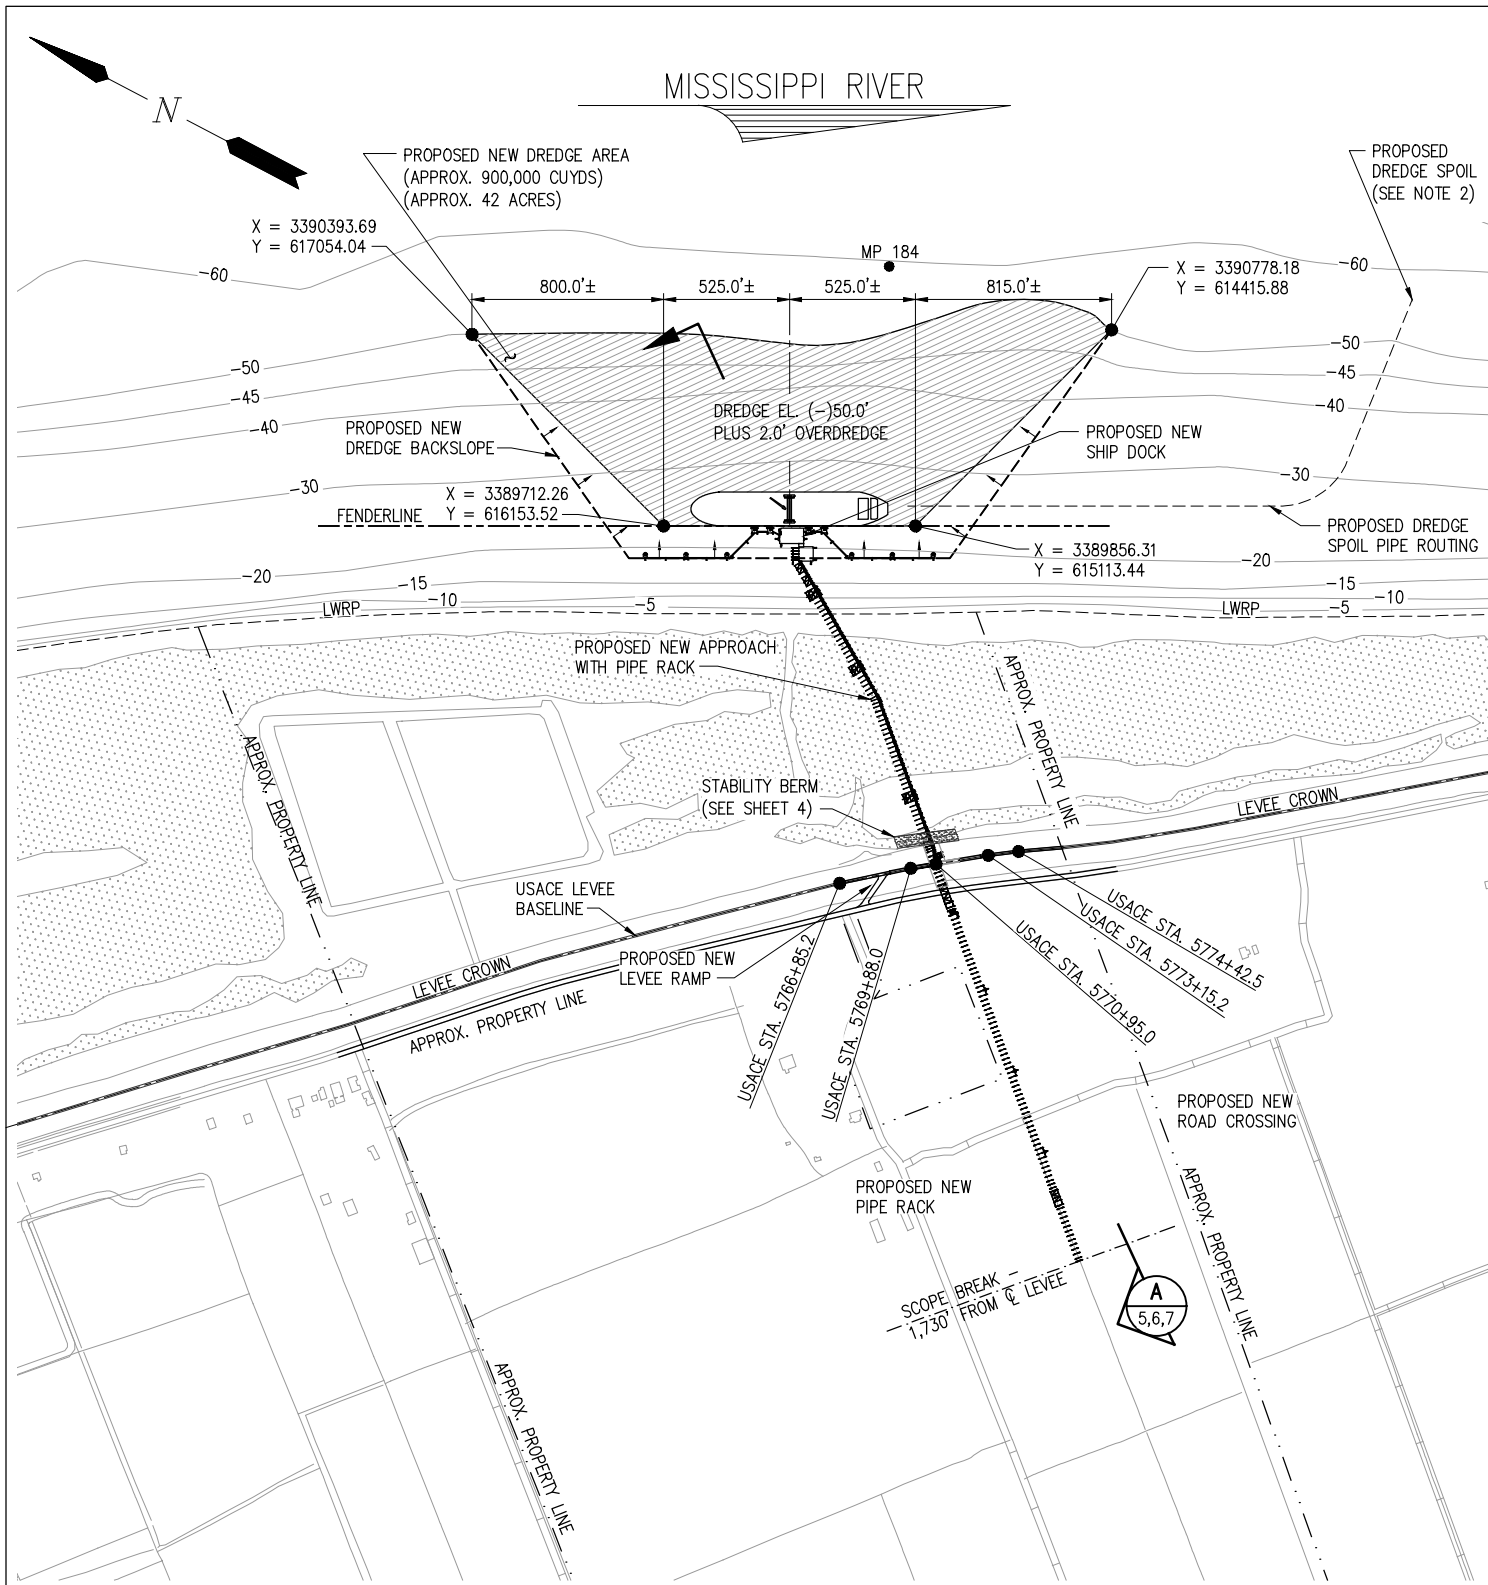 MISSISSIPPI RIVER
N
PROPOSED NEW DREDGE AREA
(APPROX. 900,000 CUYDS)
(APPROX. 42 ACRES)
PROPOSED
DREDGE SPOIL
(SEE NOTE 2)
X = 3390393.69
Y = 617054.04
MP 184
-60
-60
X = 3390778.18
Y = 614415.88
800.0'±
525.0'±
525.0'±
815.0'±
-50
-50
-45
-45
-40
-40
DREDGE EL. (-)50.0'
PLUS 2.0' OVERDREDGE
PROPOSED NEW
DREDGE BACKSLOPE
PROPOSED NEW
SHIP DOCK
-30
-30
X = 3389712.26
Y = 616153.52
FENDERLINE
PROPOSED DREDGE
SPOIL PIPE ROUTING
X = 3389856.31
Y = 615113.44
-20
-20
-15
-15
-10
-10
LWRP
-5
LWRP
-5
PROPOSED NEW APPROACH
WITH PIPE RACK
APPROX. PROPERTY LINE
APPROX. PROPERTY LINE
STABILITY BERM
(SEE SHEET 4)
LEVEE CROWN
USACE LEVEE
BASELINE
PROPOSED NEW
LEVEE RAMP
LEVEE CROWN
APPROX. PROPERTY LINE
USACE STA. 5766+85.2
USACE STA. 5769+88.0
USACE STA. 5770+95.0
USACE STA. 5773+15.2
USACE STA. 5774+42.5
PROPOSED NEW
ROAD CROSSING
PROPOSED NEW
PIPE RACK
APPROX. PROPERTY LINE
SCOPE BREAK -
1,730' FROM ℄ LEVEE
A
5,6,7
APPROX. PROPERTY LINE